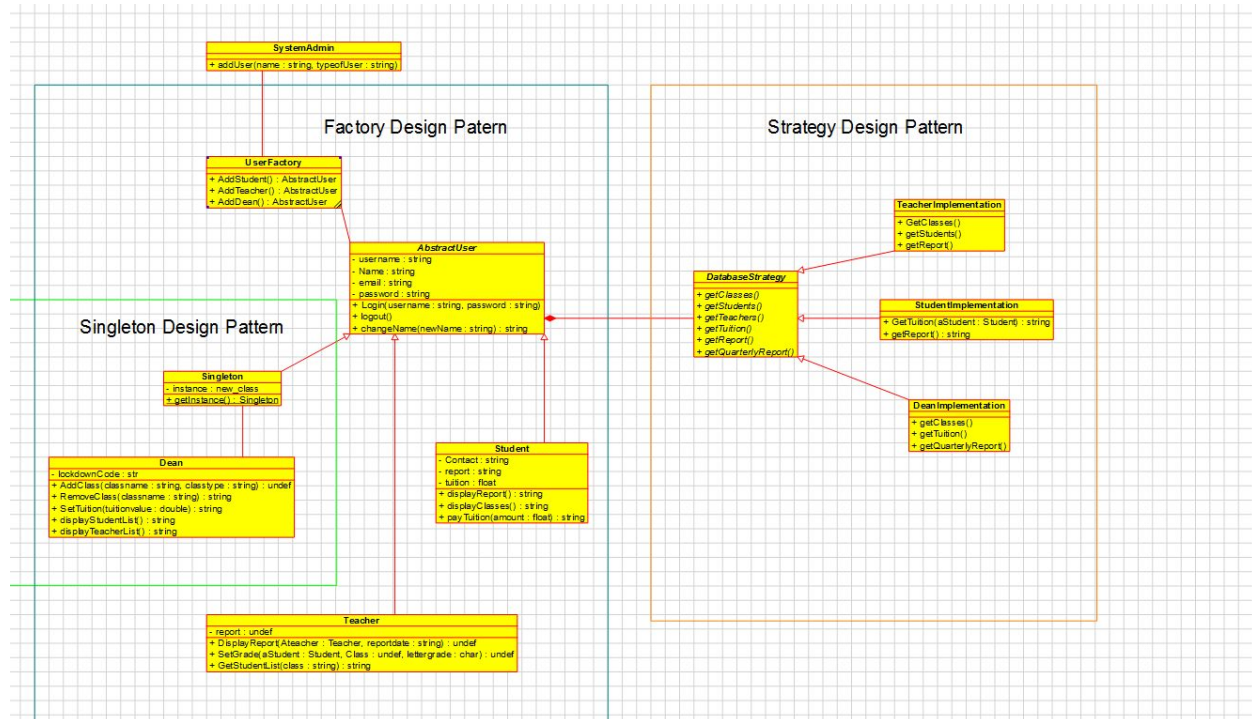 SystemAdmin
+ addUser(name : string, typeofUser : string)
Factory Design Patern
UserFactory
+ AddStudent() : AbstractUser
+ AddTeacher() : AbstractUser
+ AddDean() : AbstractUser
AbstractUser
- username : string
- Name : string
- email : string
- password : string
+ Login(username : string, password : string)
+ logout()
+ changeName(newName : string) : string
Singleton Design Pattern
Singleton
- instance : new_class
+ getInstance() : Singleton
Dean
- lockdownCode : str
+ AddClass(classname : string, classtype : string) : undef
+ RemoveClass(classname : string) : string
+ SetTuition(tuitionvalue : double) : string
+ displayStudentList() : string
+ displayTeacherList() : string
Student
- Contact : string
- report : string
- tuition : float
+ displayReport() : string
+ displayClasses() : string
+ payTuition(amount : float) : string
Teacher
- report : undef
+ DisplayReport(Ateacher : Teacher, reportdate : string) : undef
+ SetGrade(aStudent : Student, Class : undef, lettergrade : char) : undef
+ GetStudentList(class : string) : string
Strategy Design Pattern
DatabaseStrategy
+ getClasses()
+ getStudents()
+ getTeachers()
+ getTuition()
+ getReport()
+ getQuarterlyReport()
TeacherImplementation
+ GetClasses()
+ getStudents()
+ getReport()
StudentImplementation
+ GetTuition(aStudent : Student) : string
+ getReport() : string
DeanImplementation
+ getClasses()
+ getTuition()
+ getQuarterlyReport()